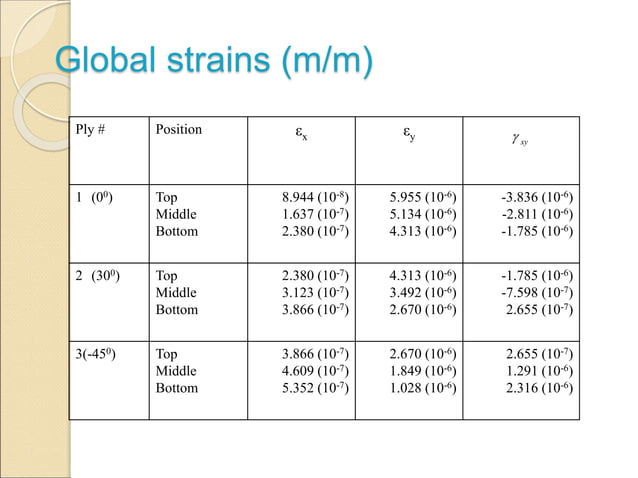 Global strains (m/m)
Ply # Position εx εy γxy
1 (0⁰) Top 8.944 (10⁻⁸) 5.955 (10⁻⁶) -3.836 (10⁻⁶)
Middle 1.637 (10⁻⁷) 5.134 (10⁻⁶) -2.811 (10⁻⁶)
Bottom 2.380 (10⁻⁷) 4.313 (10⁻⁶) -1.785 (10⁻⁶)
2 (30⁰) Top 2.380 (10⁻⁷) 4.313 (10⁻⁶) -1.785 (10⁻⁶)
Middle 3.123 (10⁻⁷) 3.492 (10⁻⁶) -7.598 (10⁻⁷)
Bottom 3.866 (10⁻⁷) 2.670 (10⁻⁶) 2.655 (10⁻⁷)
3(-45⁰) Top 3.866 (10⁻⁷) 2.670 (10⁻⁶) 2.655 (10⁻⁷)
Middle 4.609 (10⁻⁷) 1.849 (10⁻⁶) 1.291 (10⁻⁶)
Bottom 5.352 (10⁻⁷) 1.028 (10⁻⁶) 2.316 (10⁻⁶)